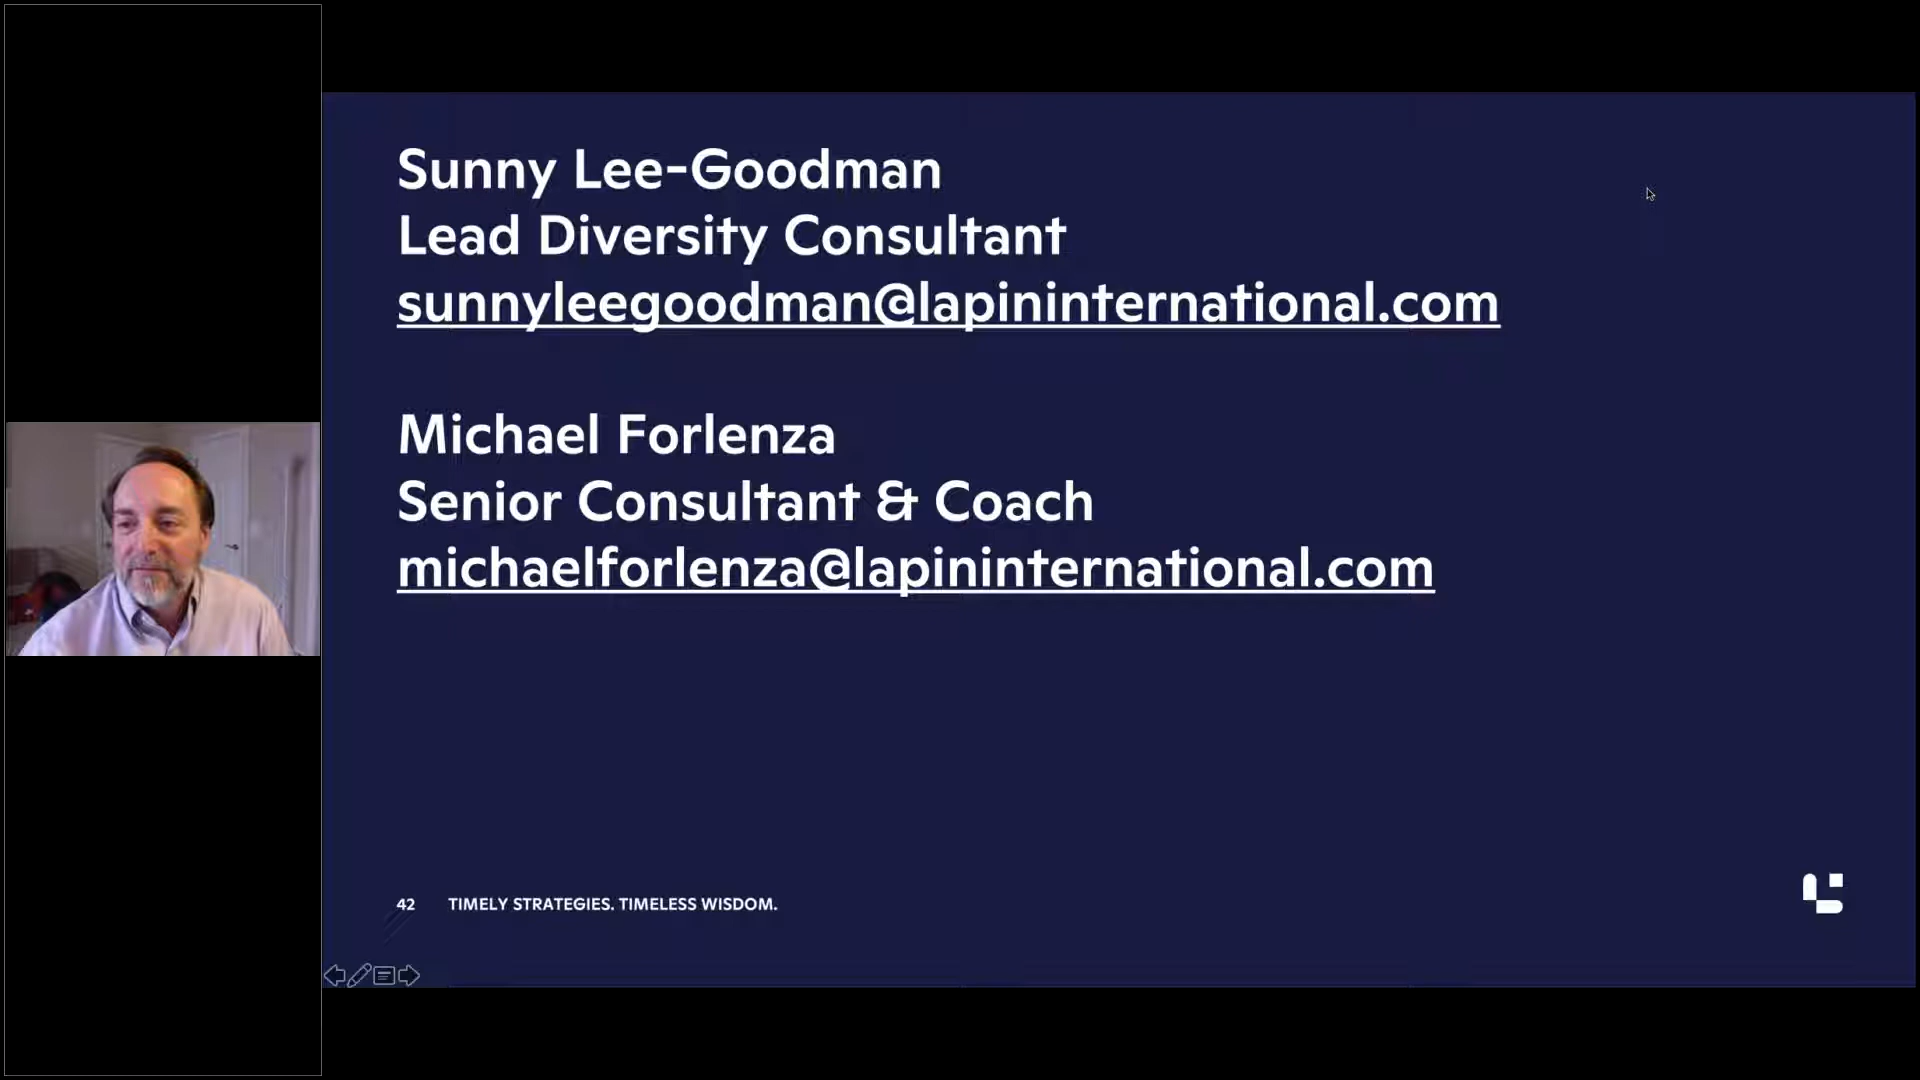 Sunny Lee-Goodman
Lead Diversity Consultant
sunnyleegoodman@lapininternational.com
Michael Forlenza
Senior Consultant & Coach
michaelforlenza@lapininternational.com
42 TIMELY STRATEGIES. TIMELESS WISDOM.